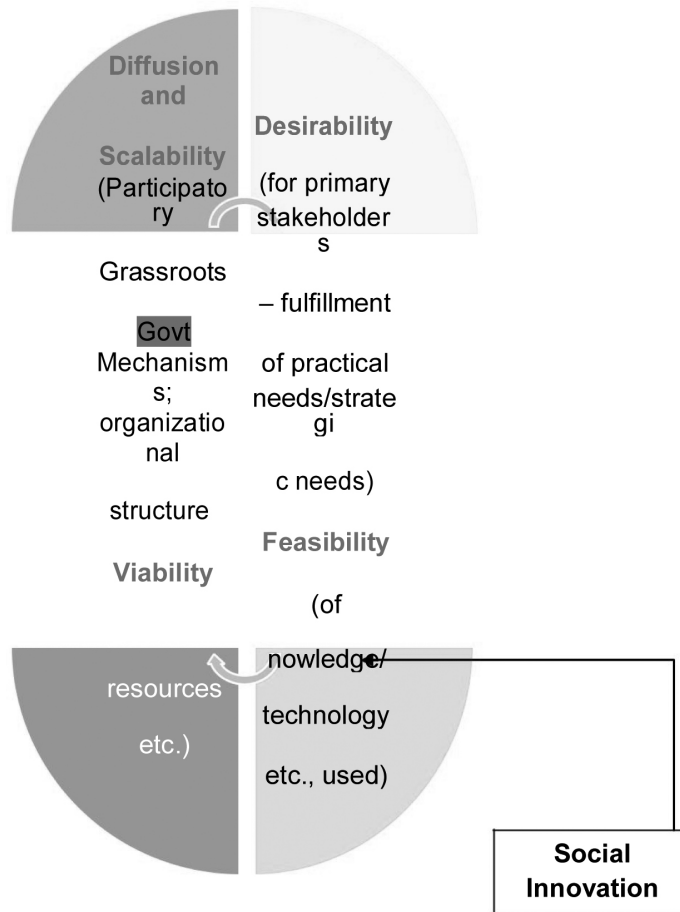 Diffusion
and
Scalability
(Participato
ry
Grassroots
Govt
Mechanism
s;
organizatio
nal
structure
Viability
resources
etc.)
Desirability
(for primary
stakeholder
s
– fulfillment
of practical
needs/strate
gi
c needs)
Feasibility
(of
nowledge/
technology
etc., used)
Social
Innovation